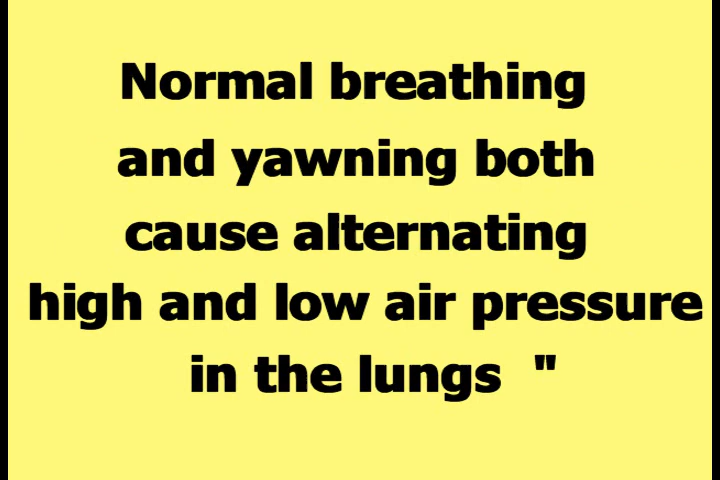 Normal breathing
and yawning both
cause alternating
high and low air pressure
in the lungs "